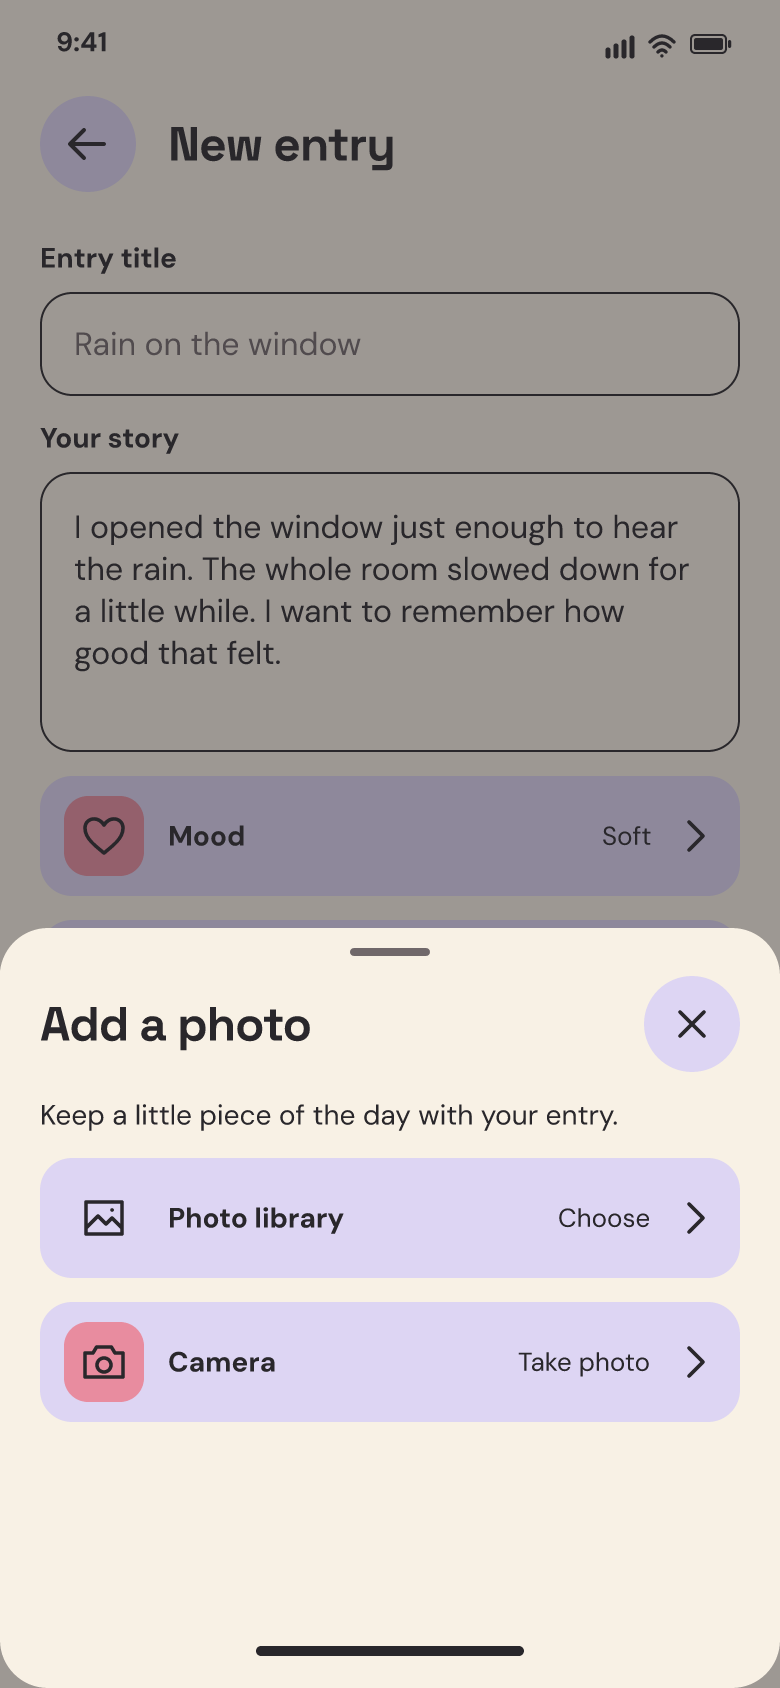 9:41
New entry
Entry title
Rain on the window
Your story
I opened the window just enough to hear
the rain. The whole room slowed down for
a little while. I want to remember how
good that felt.
Mood
Soft
Add a photo
Keep a little piece of the day with your entry.
Photo library
Choose
Camera
Take photo